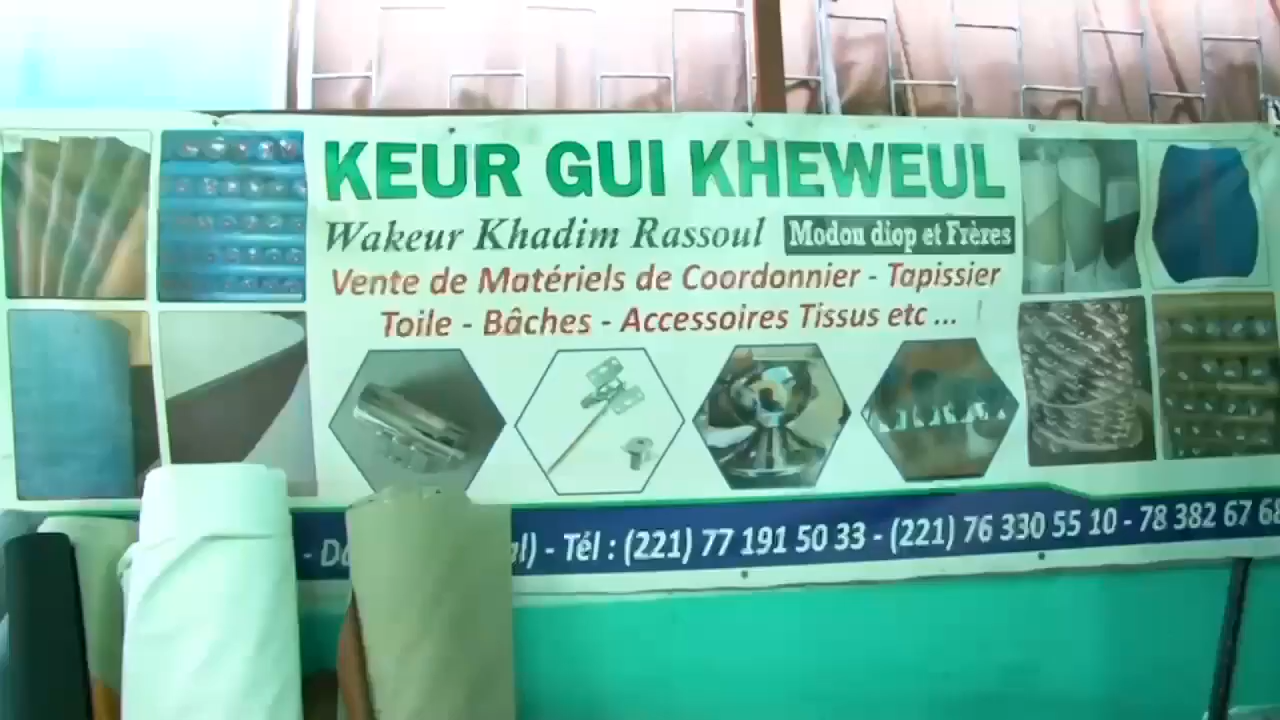 KEUR GUI KHEWEUL
Wakeur Khadim Rassoul Modou diop et Frères
Vente de Matériels de Coordonnier - Tapissier
Toile - Bâches - Accessoires Tissus etc ...
- Tél : (221) 77 191 50 33 - (221) 76 330 55 10 - 78 382 67 68